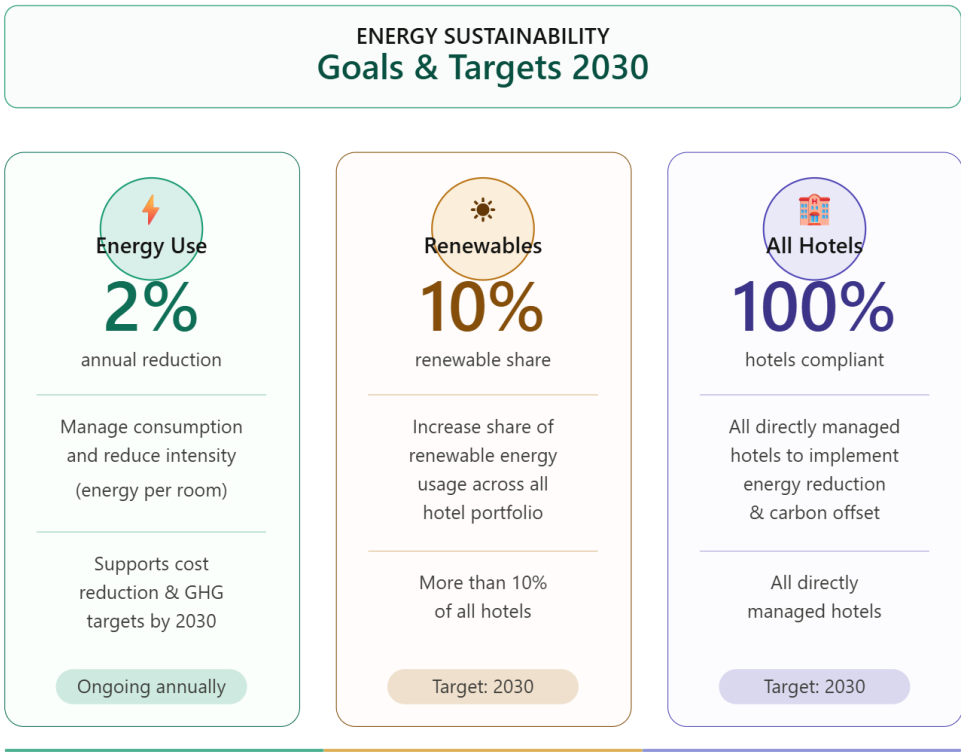 ENERGY SUSTAINABILITY
Goals & Targets 2030
Energy Use
2%
annual reduction
Manage consumption
and reduce intensity
(energy per room)
Supports cost
reduction & GHG
targets by 2030
Ongoing annually
Renewables
10%
renewable share
Increase share of
renewable energy
usage across all
hotel portfolio
More than 10%
of all hotels
Target: 2030
H
All Hotels
100%
hotels compliant
All directly managed
hotels to implement
energy reduction
& carbon offset
All directly
managed hotels
Target: 2030